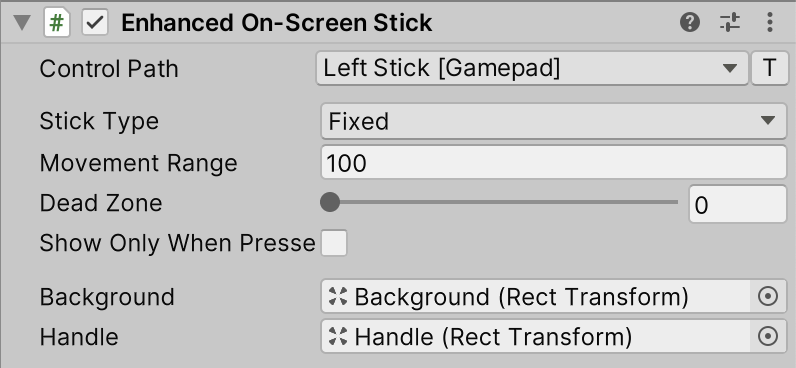 # Enhanced On-Screen Stick
Control Path Left Stick [Gamepad] T
Stick Type Fixed
Movement Range 100
Dead Zone 0
Show Only When Presse
Background Background (Rect Transform)
Handle Handle (Rect Transform)